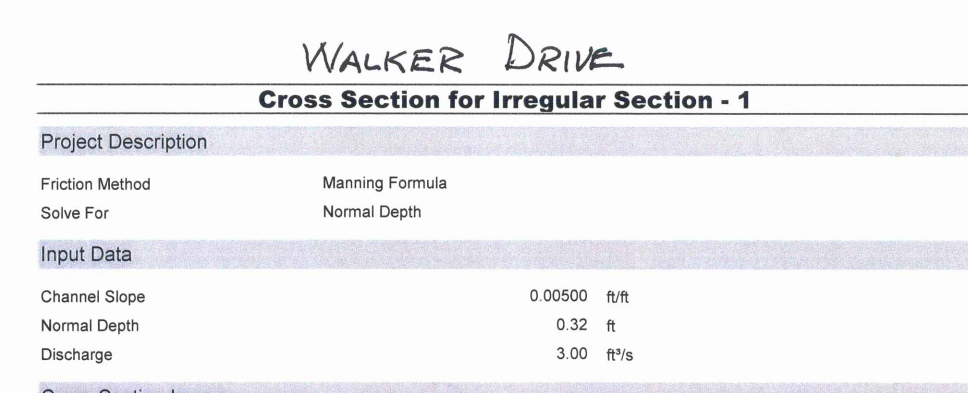 WALKER DRIVE
Cross Section for Irregular Section - 1
Project Description
Friction Method Manning Formula
Solve For Normal Depth
Input Data
Channel Slope 0.00500 ft/ft
Normal Depth 0.32 ft
Discharge 3.00 ft³/s